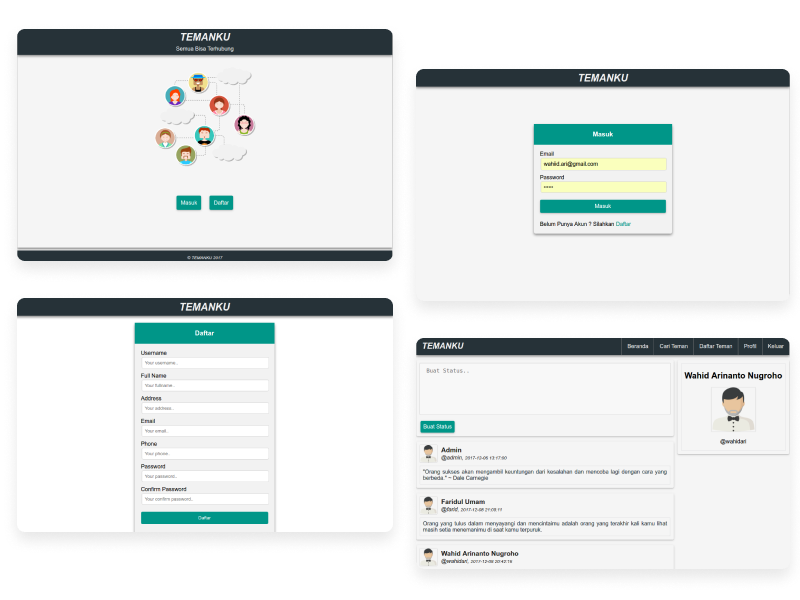 TEMANKU
Semua Bisa Terhubung
Masuk
Daftar
© TEMANKU 2017
TEMANKU
Masuk
Email
wahid.ari@gmail.com
Password
•••••
Masuk
Belum Punya Akun ? Silahkan Daftar
TEMANKU
Daftar
Username
Your username..
Full Name
Your fullname..
Address
Your address..
Email
Your email..
Phone
Your phone..
Password
Your password..
Confirm Password
Your confirm password..
Daftar
TEMANKU
Beranda
Cari Teman
Daftar Teman
Profil
Keluar
Buat Status..
Buat Status
Wahid Arinanto Nugroho
@wahidari
Admin
@admin, 2017-12-08 13:17:00
"Orang sukses akan mengambil keuntungan dari kesalahan dan mencoba lagi dengan cara yang
berbeda." ~ Dale Carnegie
Faridul Umam
@farid, 2017-12-08 21:08:11
Orang yang tulus dalam menyayangi dan mencintaimu adalah orang yang terakhir kali kamu lihat
masih setia menemanimu di saat kamu terpuruk.
Wahid Arinanto Nugroho
@wahidari, 2017-12-08 20:42:16